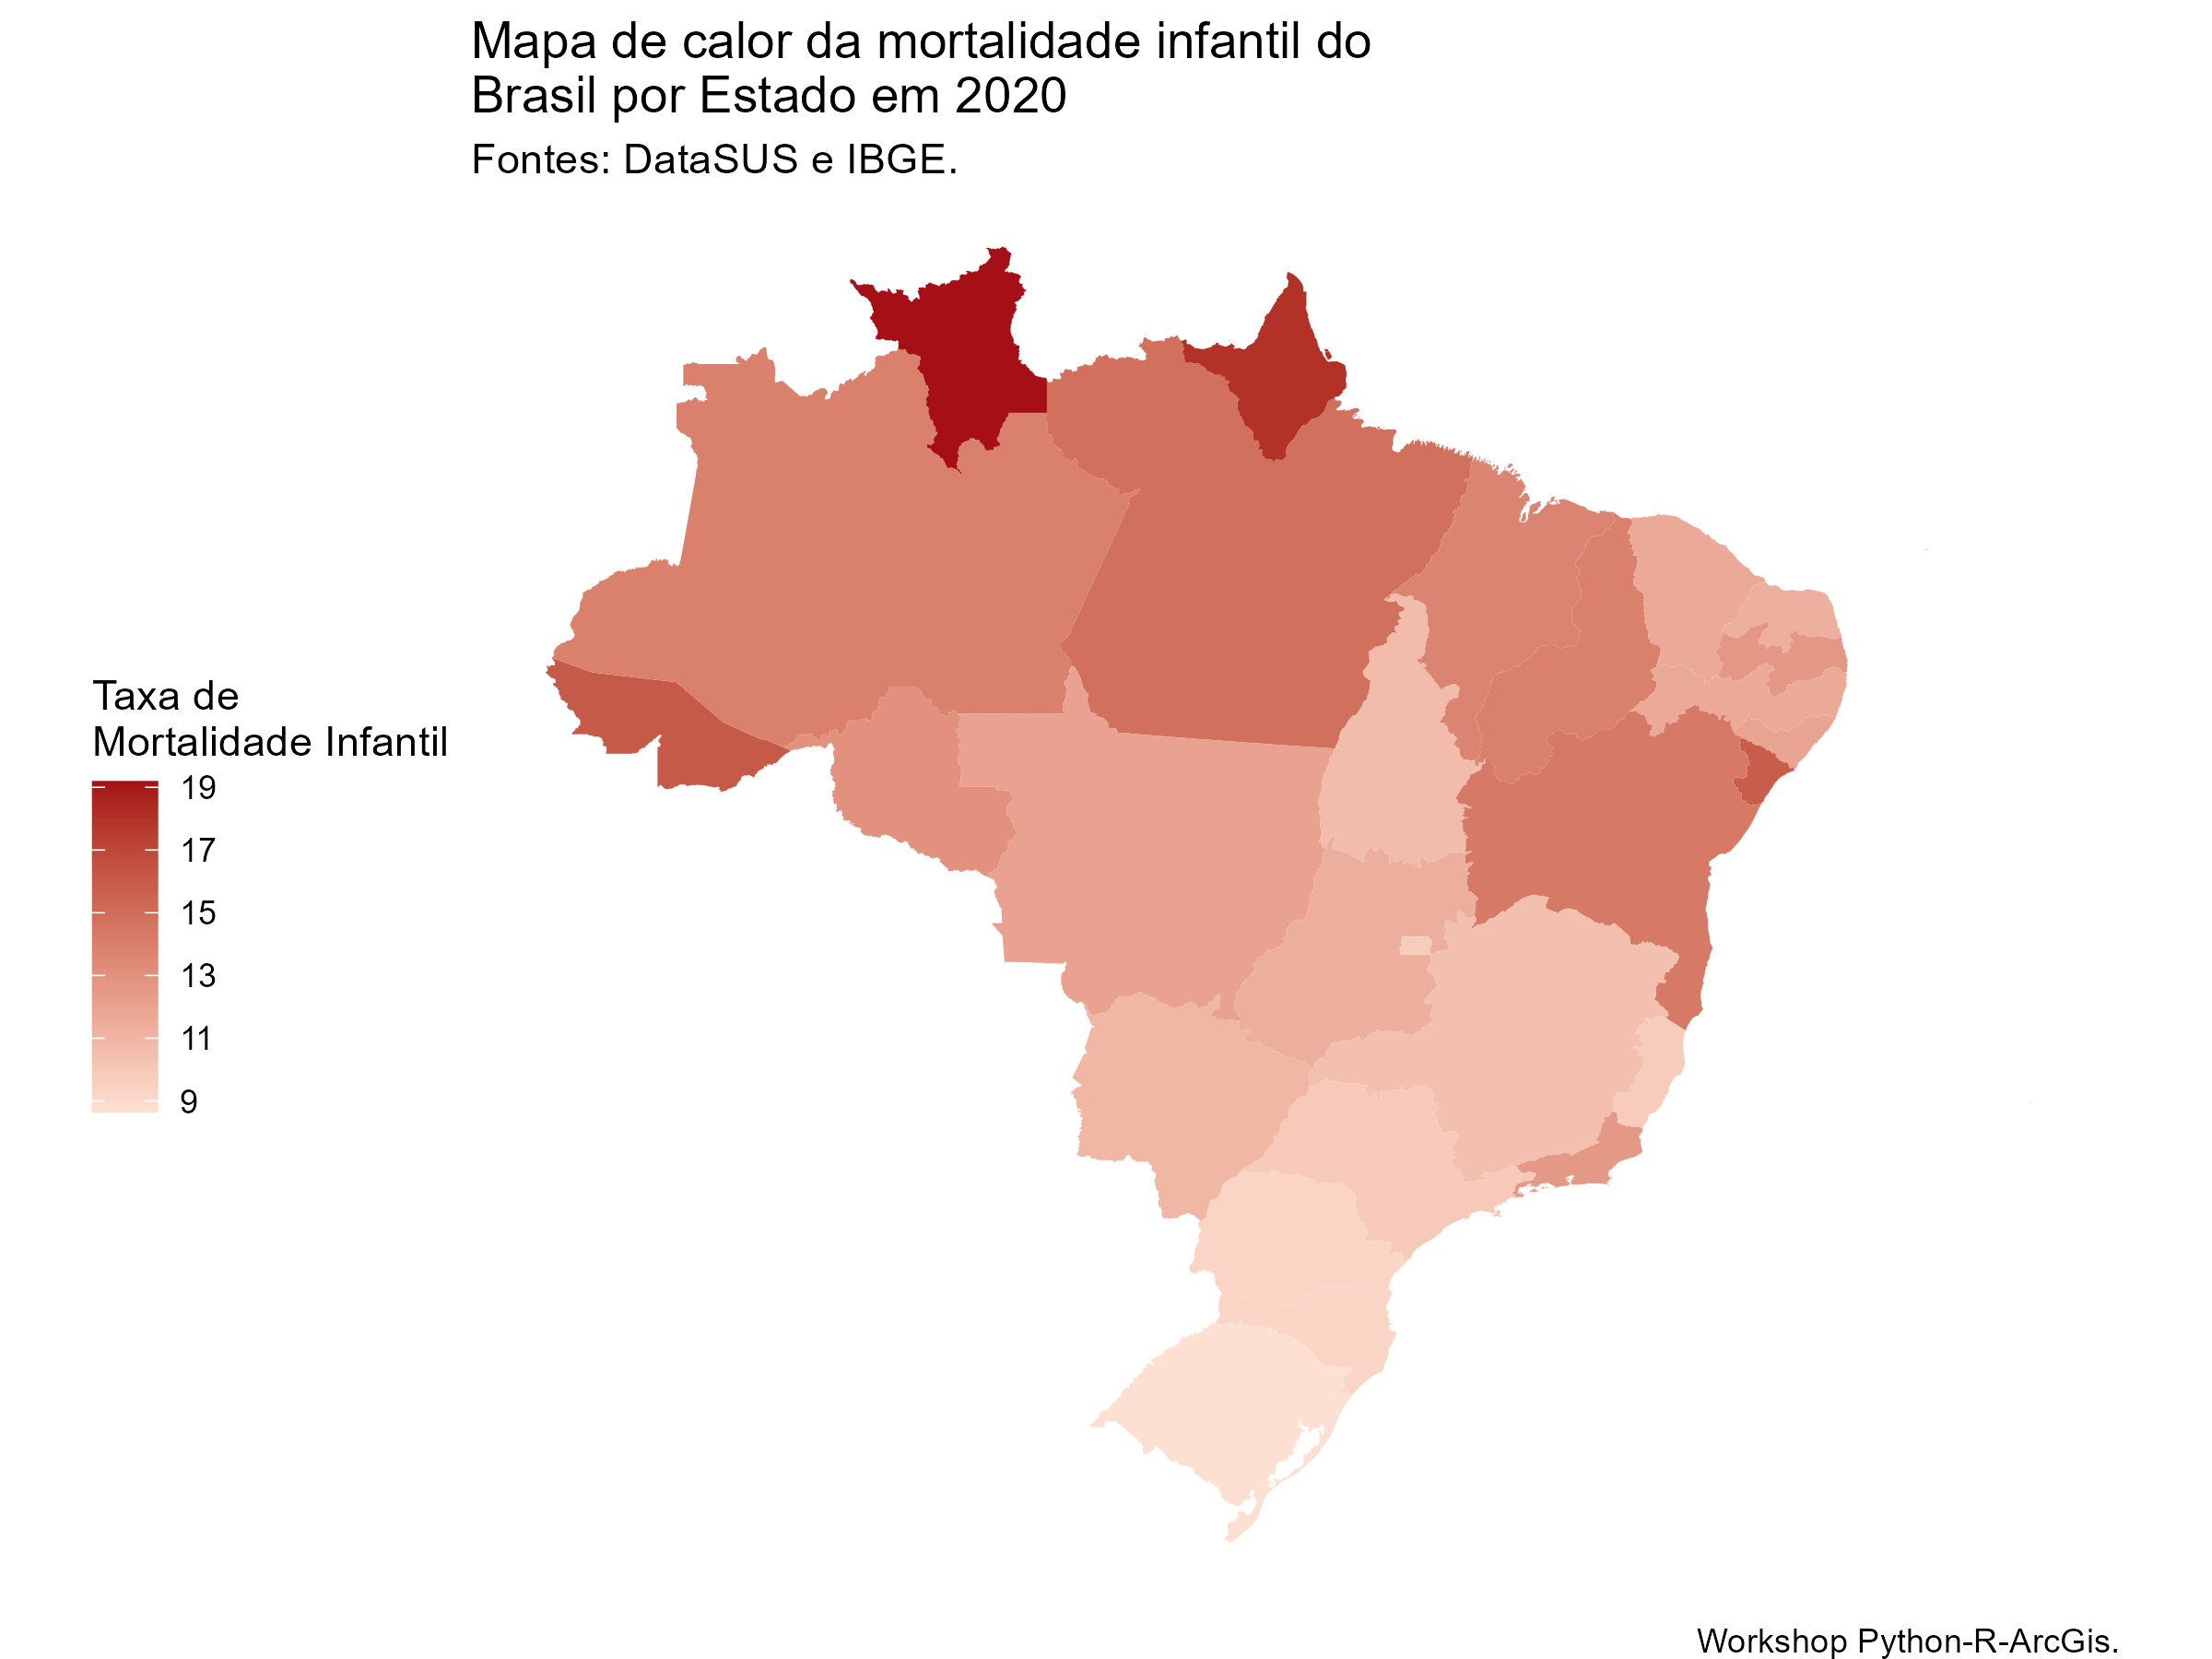 Mapa de calor da mortalidade infantil do
Brasil por Estado em 2020
Fontes: DataSUS e IBGE.
Taxa de
Mortalidade Infantil
19
17
15
13
11
9
Workshop Python-R-ArcGis.